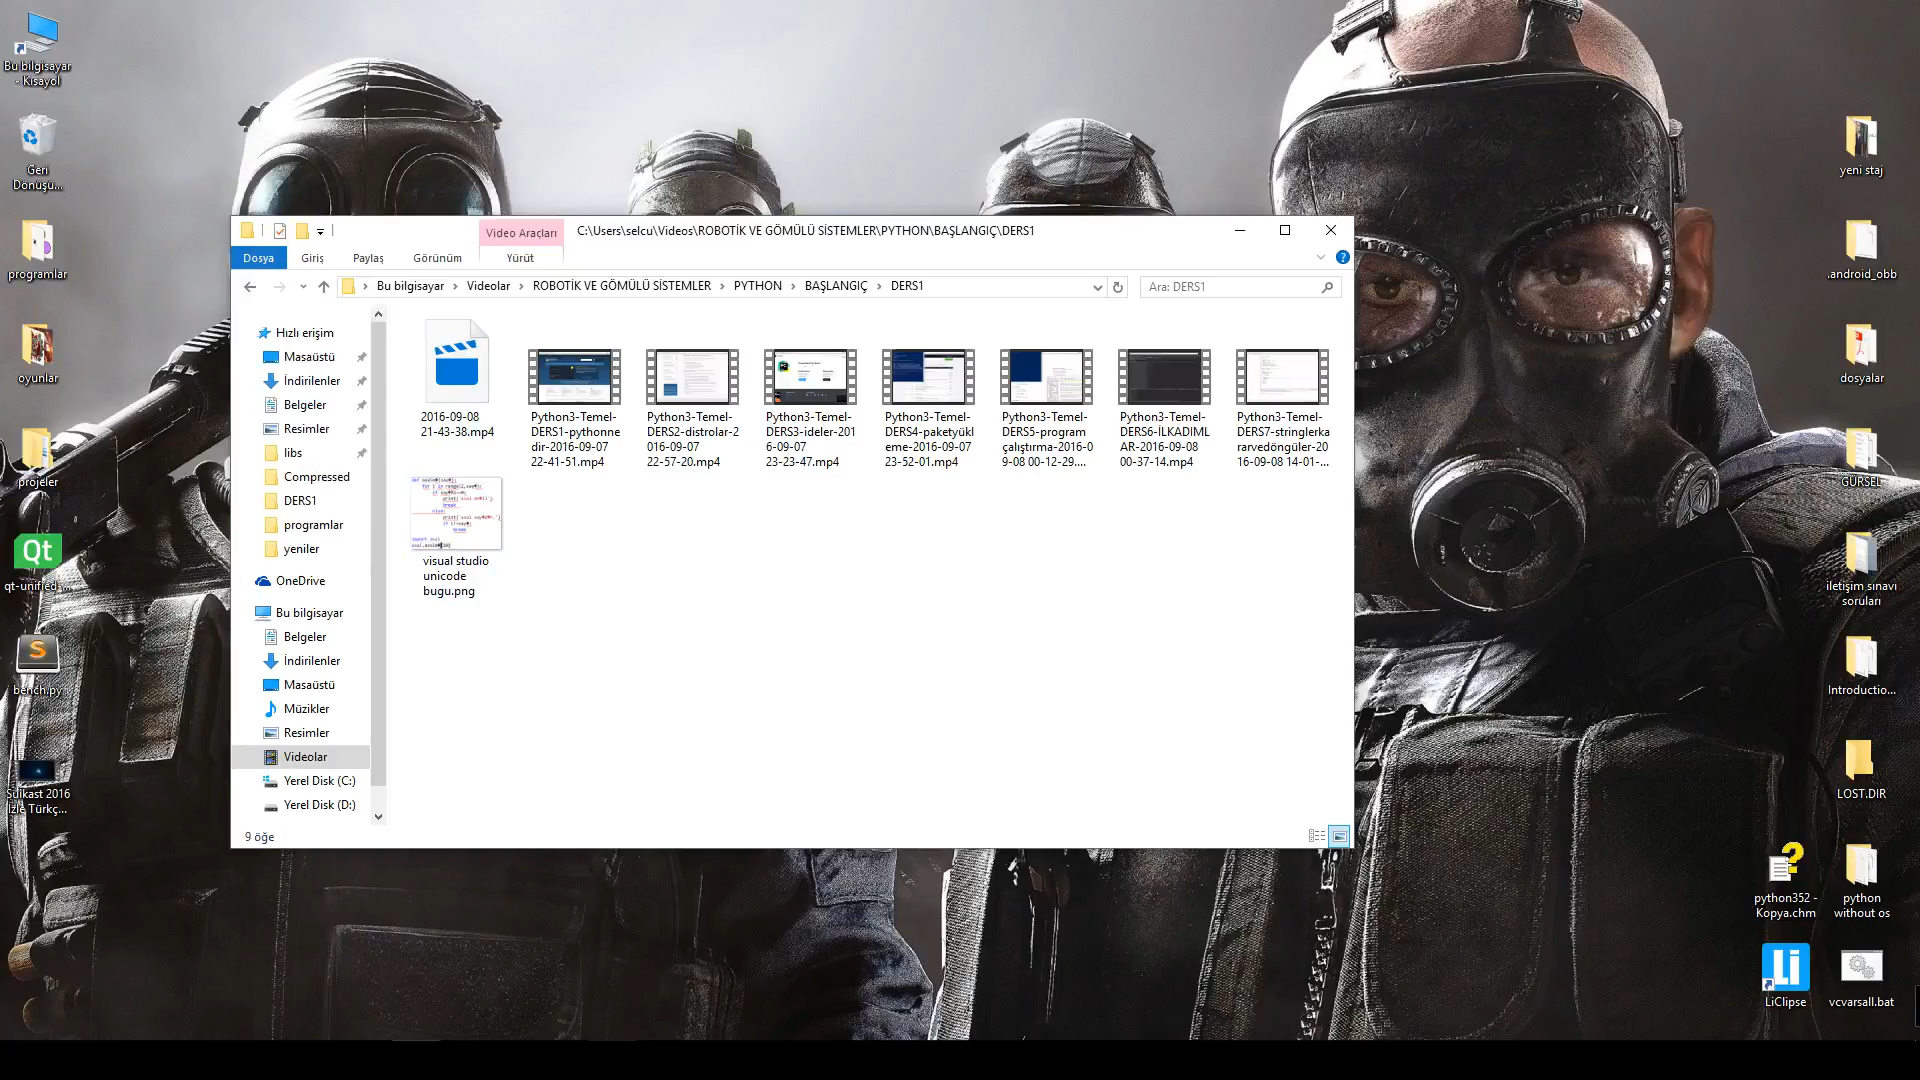 Bu bilgisayar
- Kısayol
Geri
Dönüşü...
programlar
oyunlar
projeler
qt-unified-...
bench.py
Suikast 2016
İzle Türkç...
Video Araçları
C:\Users\selcu\Videos\ROBOTİK VE GÖMÜLÜ SİSTEMLER\PYTHON\BAŞLANGIÇ\DERS1
Dosya
Giriş
Paylaş
Görünüm
Yürüt
Bu bilgisayar
Videolar
ROBOTİK VE GÖMÜLÜ SİSTEMLER
PYTHON
BAŞLANGIÇ
DERS1
Ara: DERS1
Hızlı erişim
Masaüstü
İndirilenler
Belgeler
Resimler
libs
Compressed
DERS1
programlar
yeniler
OneDrive
Bu bilgisayar
Belgeler
İndirilenler
Masaüstü
Müzikler
Resimler
Videolar
Yerel Disk (C:)
Yerel Disk (D:)
9 öğe
2016-09-08
21-43-38.mp4
Python3-Temel-
DERS1-pythonne
dir-2016-09-07
22-41-51.mp4
Python3-Temel-
DERS2-distrolar-2
016-09-07
22-57-20.mp4
Python3-Temel-
DERS3-ideler-201
6-09-07
23-23-47.mp4
Python3-Temel-
DERS4-paketyükl
eme-2016-09-07
23-52-01.mp4
Python3-Temel-
DERS5-program
çalıştırma-2016-0
9-08 00-12-29....
Python3-Temel-
DERS6-İLKADIML
AR-2016-09-08
00-37-14.mp4
Python3-Temel-
DERS7-stringlerka
rarvedöngüler-20
16-09-08 14-01-...
visual studio
unicode
bugu.png
yeni staj
.android_obb
dosyalar
GÜRSEL
iletişim sınavı
soruları
Introductio...
LOST.DIR
python352 -
Kopya.chm
python
without os
LiClipse
vcvarsall.bat